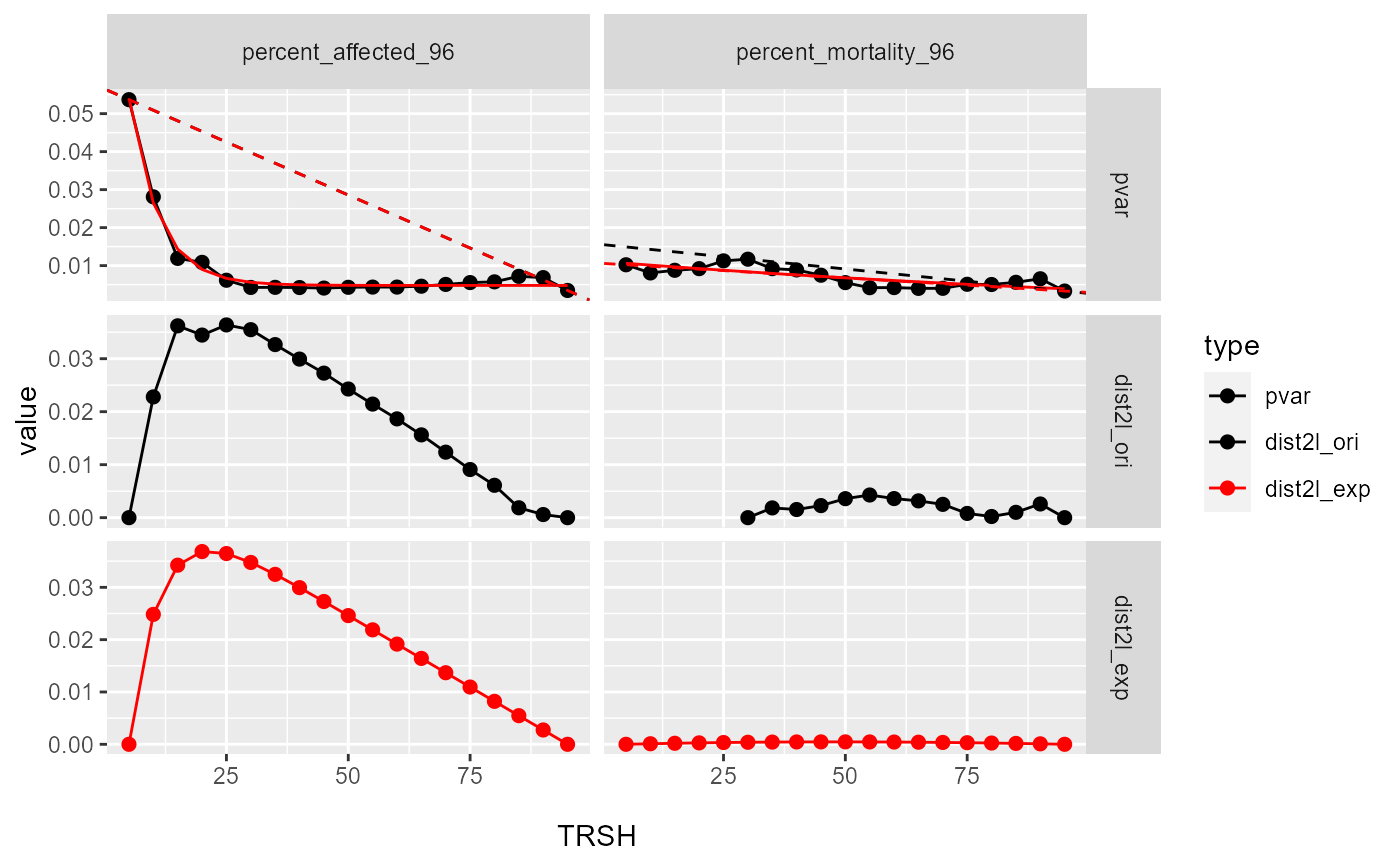 percent_affected_96
percent_mortality_96
0.05
0.04
0.03
0.02
0.01
pvar
0.03
0.02
0.01
0.00
dist2l_ori
0.03
0.02
0.01
0.00
dist2l_exp
25
50
75
25
50
75
value
TRSH
type
pvar
dist2l_ori
dist2l_exp